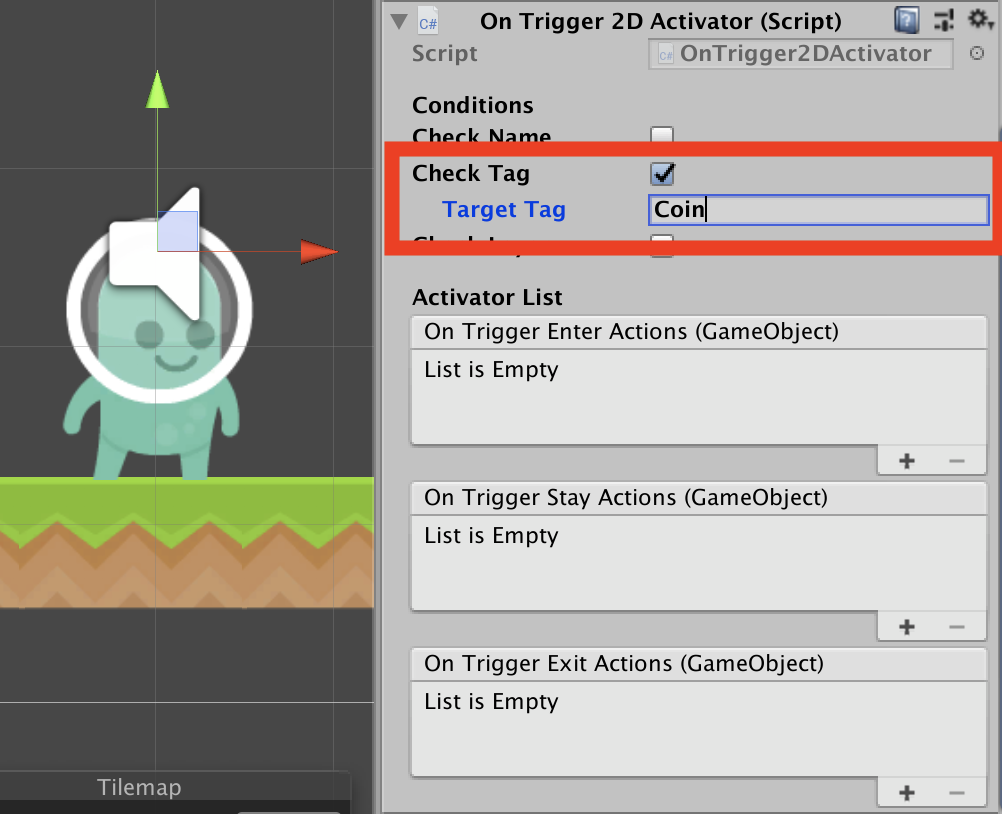 C# On Trigger 2D Activator (Script)
Script C# OnTrigger2DActivator
Conditions
Check Name
Check Tag
Target Tag Coin
Activator List
On Trigger Enter Actions (GameObject)
List is Empty
On Trigger Stay Actions (GameObject)
List is Empty
On Trigger Exit Actions (GameObject)
List is Empty
Tilemap